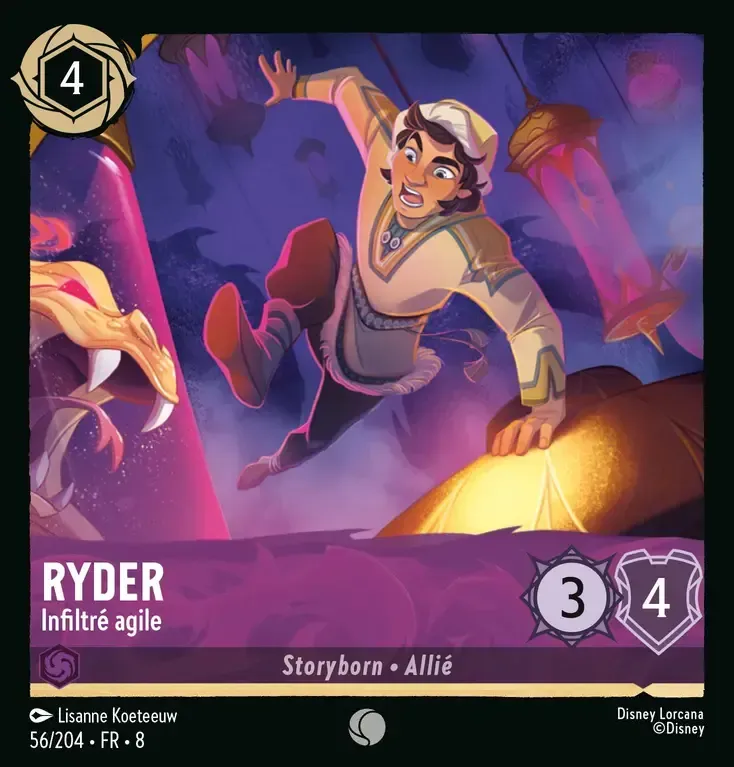 4
RYDER
Infiltré agile
3
4
Storyborn • Allié
Lisanne Koeteeuw
Disney Lorcana
56/204 • FR • 8
©Disney